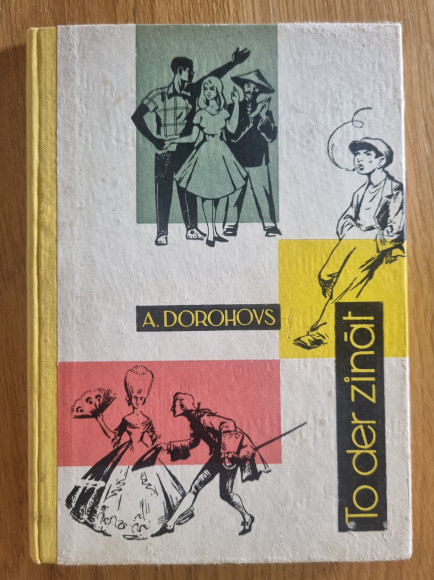 A. DOROHOVS
To der zināt